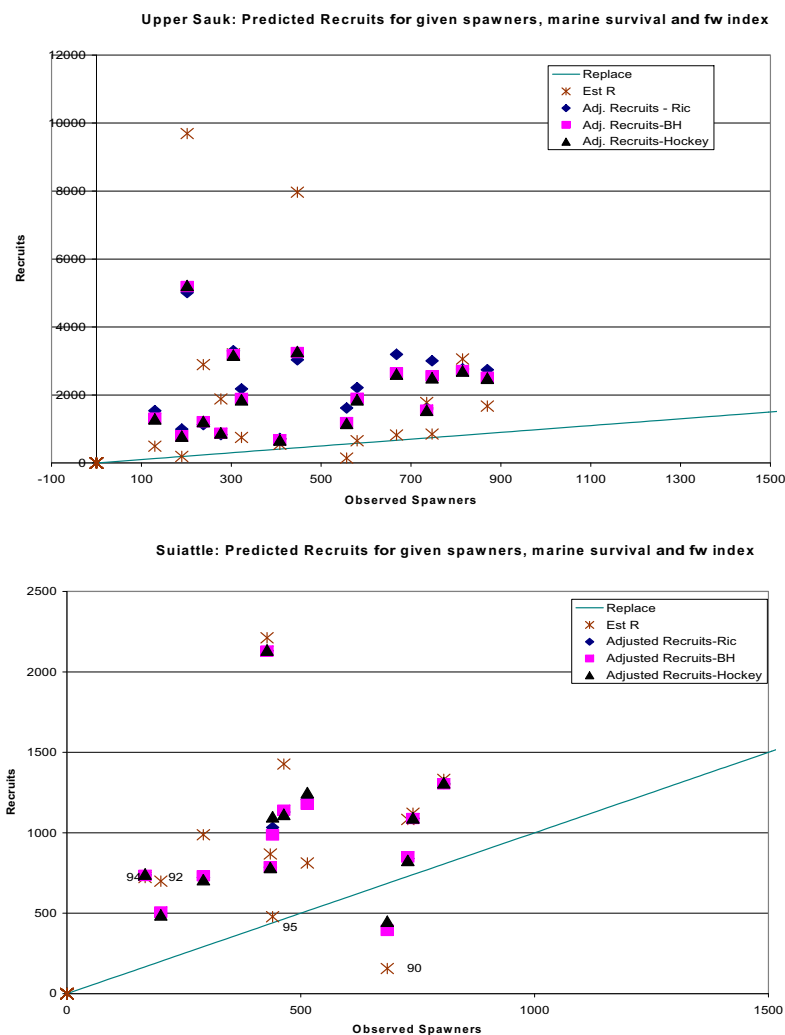 Upper Sauk: Predicted Recruits for given spawners, marine survival and fw index
12000
10000
8000
6000
4000
2000
0
-100 100 300 500 700 900 1100 1300 1500
Recruits
Observed Spawners
Replace
Est R
Adj. Recruits - Ric
Adj. Recruits-BH
Adj. Recruits-Hockey
Suiattle: Predicted Recruits for given spawners, marine survival and fw index
2500
2000
1500
1000
500
0
0 500 1000 1500
Recruits
Observed Spawners
Replace
Est R
Adjusted Recruits-Ric
Adjusted Recruits-BH
Adjusted Recruits-Hockey
94
92
95
90